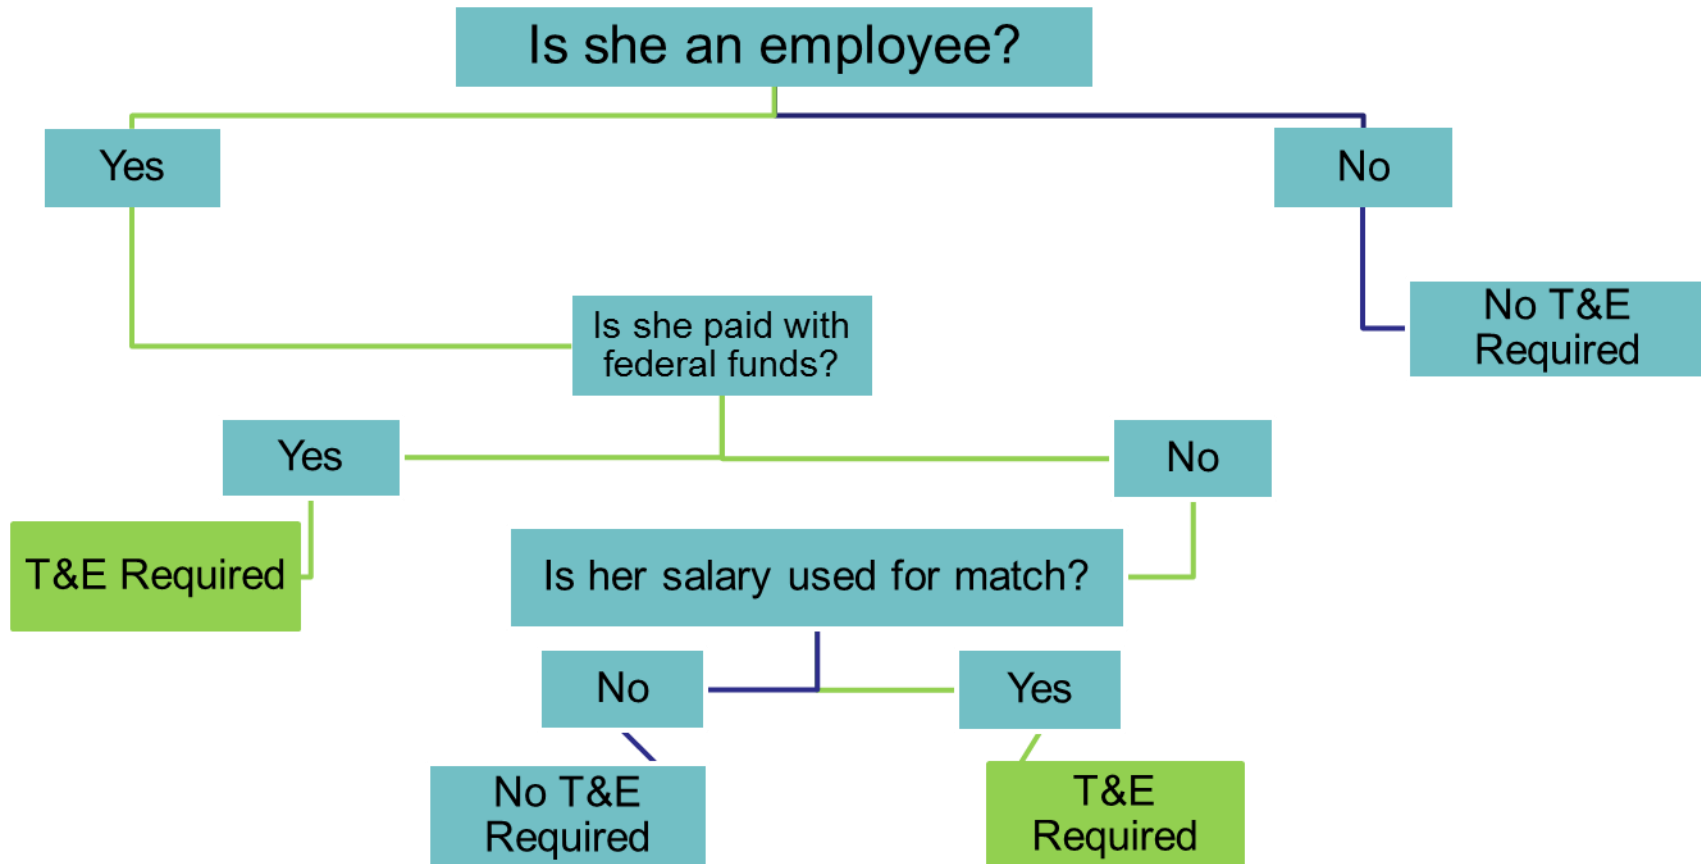 Is she an employee?
Yes
No
No T&E
Required
Is she paid with
federal funds?
Yes
No
T&E Required
Is her salary used for match?
No
Yes
No T&E
Required
T&E
Required